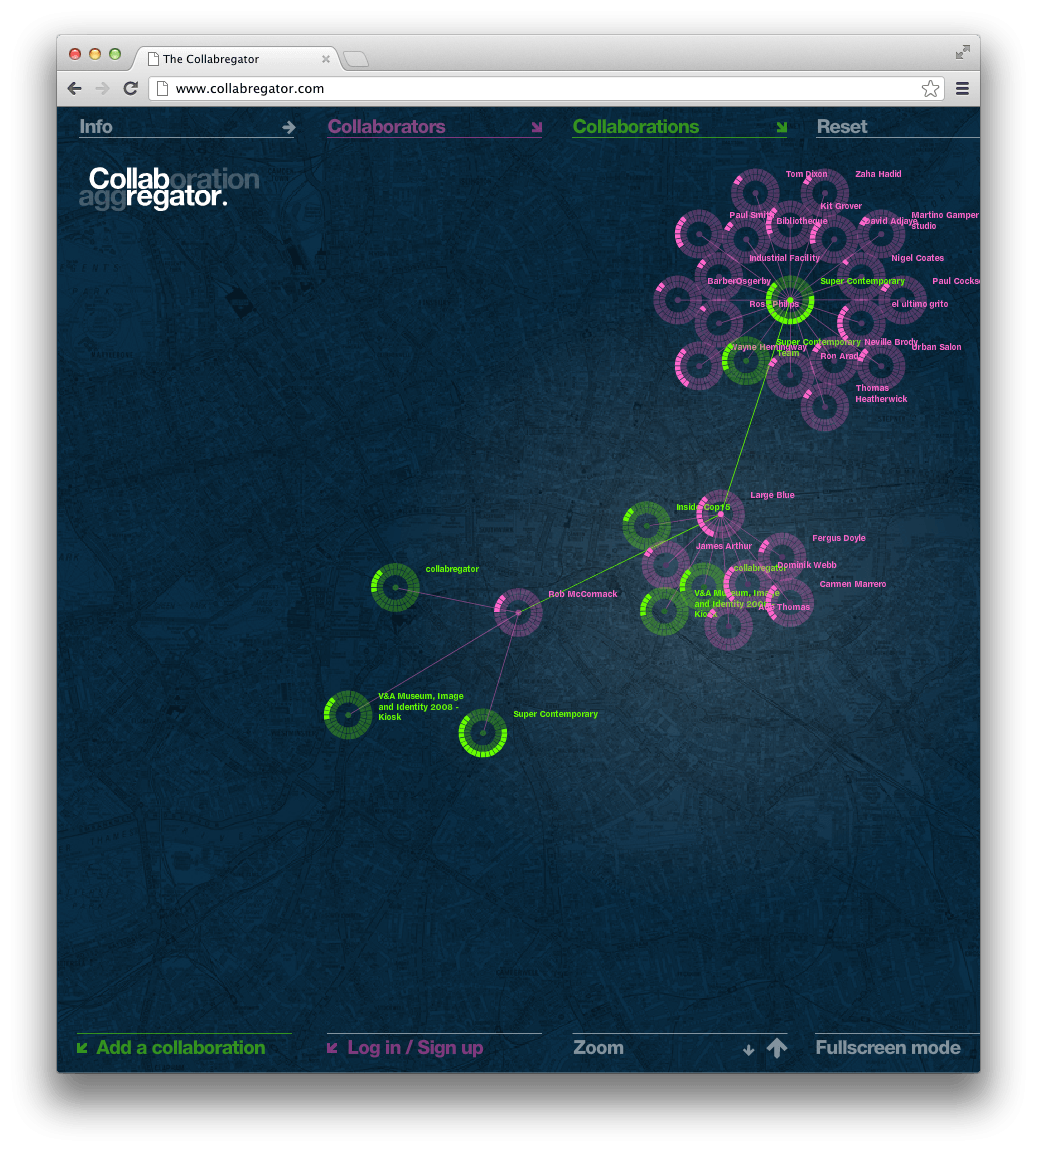 The Collabregator
www.collabregator.com
Info
Collaborators
Collaborations
Reset
Collaboration
aggregator.
Tom Dixon
Zaha Hadid
Kit Grover
Paul Smith
Bibliotheque
David Adjaye
Martino Gamper
studio
Industrial Facility
Nigel Coates
BarberOsgerby
Super Contemporary
Paul Cocks
Ross Philips
el ultimo grito
Wayne Hemingway
Super Contemporary
Team
Neville Brody
Urban Salon
Ron Arad
Thomas
Heatherwick
Large Blue
Inside Cop15
James Arthur
Fergus Doyle
collabregator
Dominik Webb
Carmen Marrero
V&A Museum, Image
and Identity 2008 -
Kiosk
Thomas
collabregator
Rob McCormack
V&A Museum, Image
and Identity 2008 -
Kiosk
Super Contemporary
Add a collaboration
Log in / Sign up
Zoom
Fullscreen mode